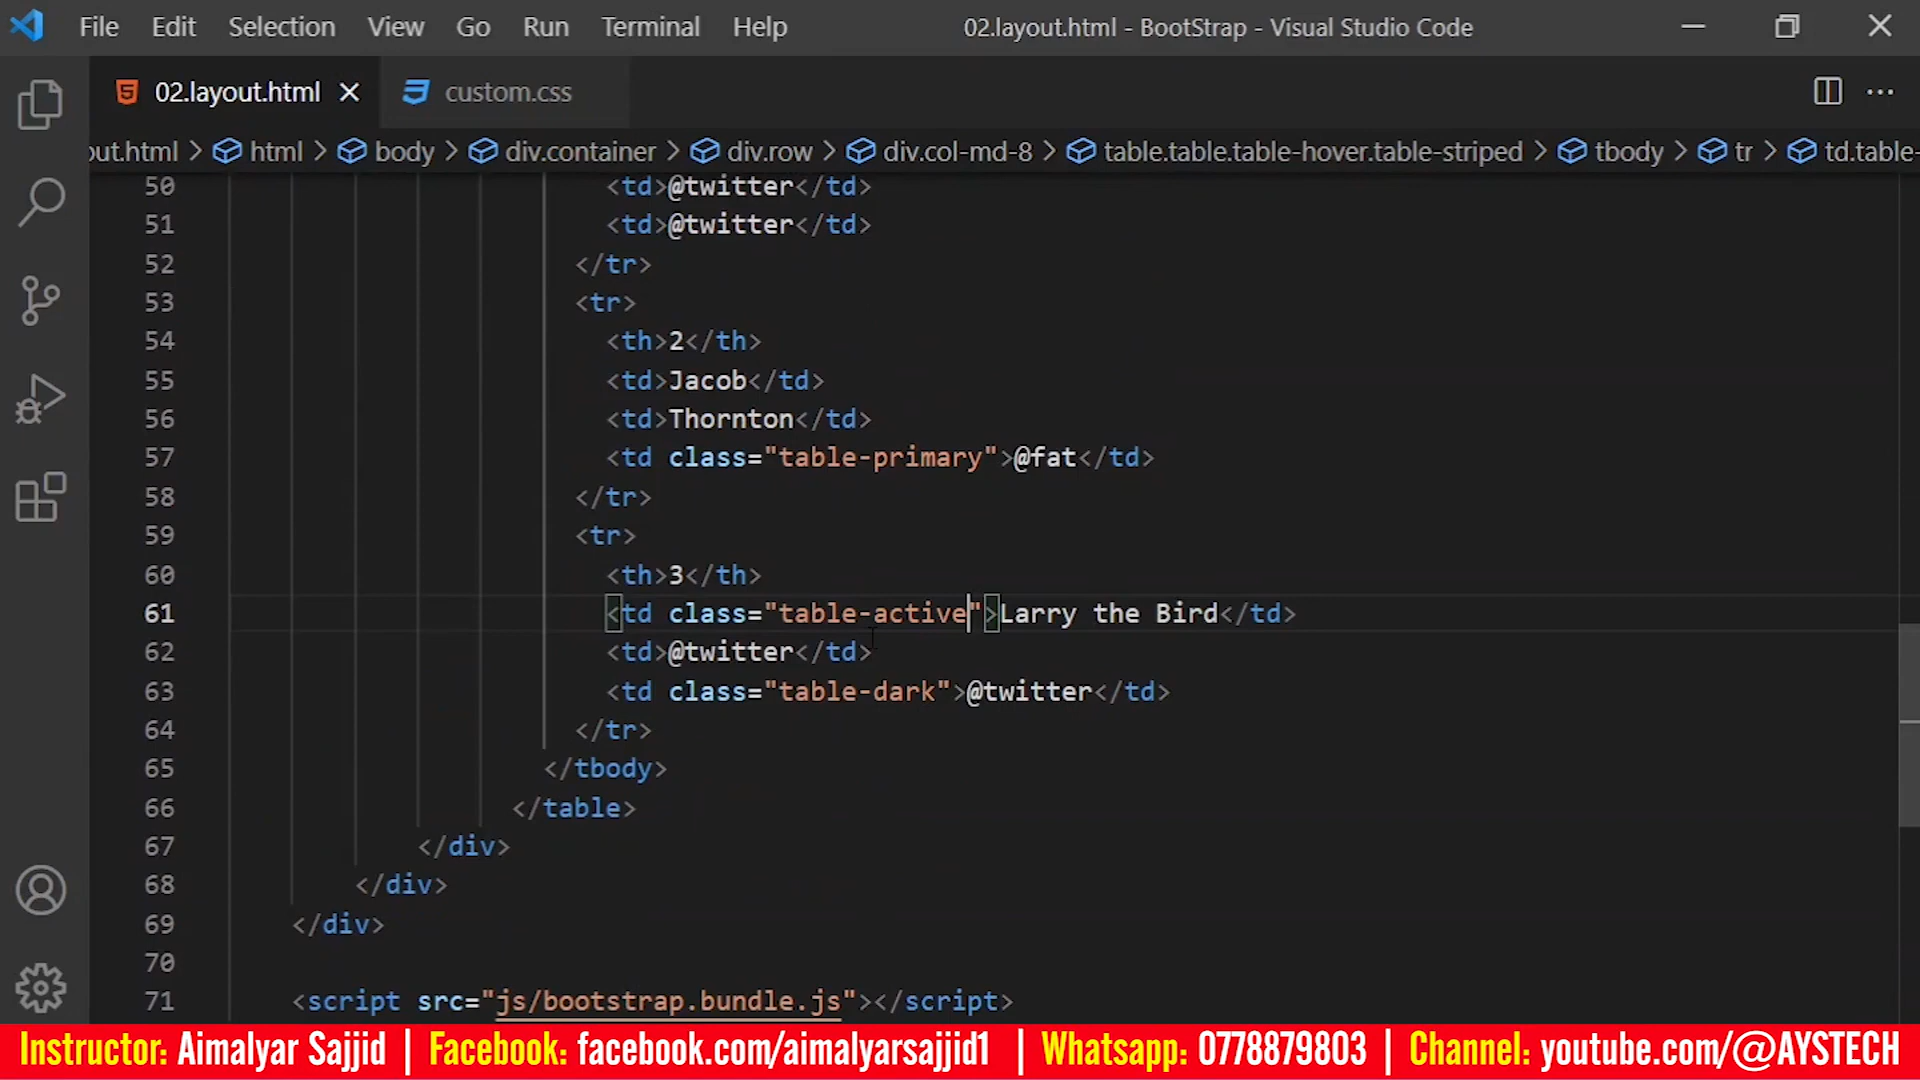 File Edit Selection View Go Run Terminal Help 02.layout.html - BootStrap - Visual Studio Code
02.layout.html custom.css
out.html > html > body > div.container > div.row > div.col-md-8 > table.table.table-hover.table-striped > tbody > tr > td.table-
50 <td>@twitter</td>
51 <td>@twitter</td>
52 </tr>
53 <tr>
54 <th>2</th>
55 <td>Jacob</td>
56 <td>Thornton</td>
57 <td class="table-primary">@fat</td>
58 </tr>
59 <tr>
60 <th>3</th>
61 <td class="table-active">Larry the Bird</td>
62 <td>@twitter</td>
63 <td class="table-dark">@twitter</td>
64 </tr>
65 </tbody>
66 </table>
67 </div>
68 </div>
69 </div>
70
71 <script src="js/bootstrap.bundle.js"></script>
Instructor: Aimalyar Sajjid | Facebook: facebook.com/aimalyarsajjid1 | Whatsapp: 0778879803 | Channel: youtube.com/@AYSTECH